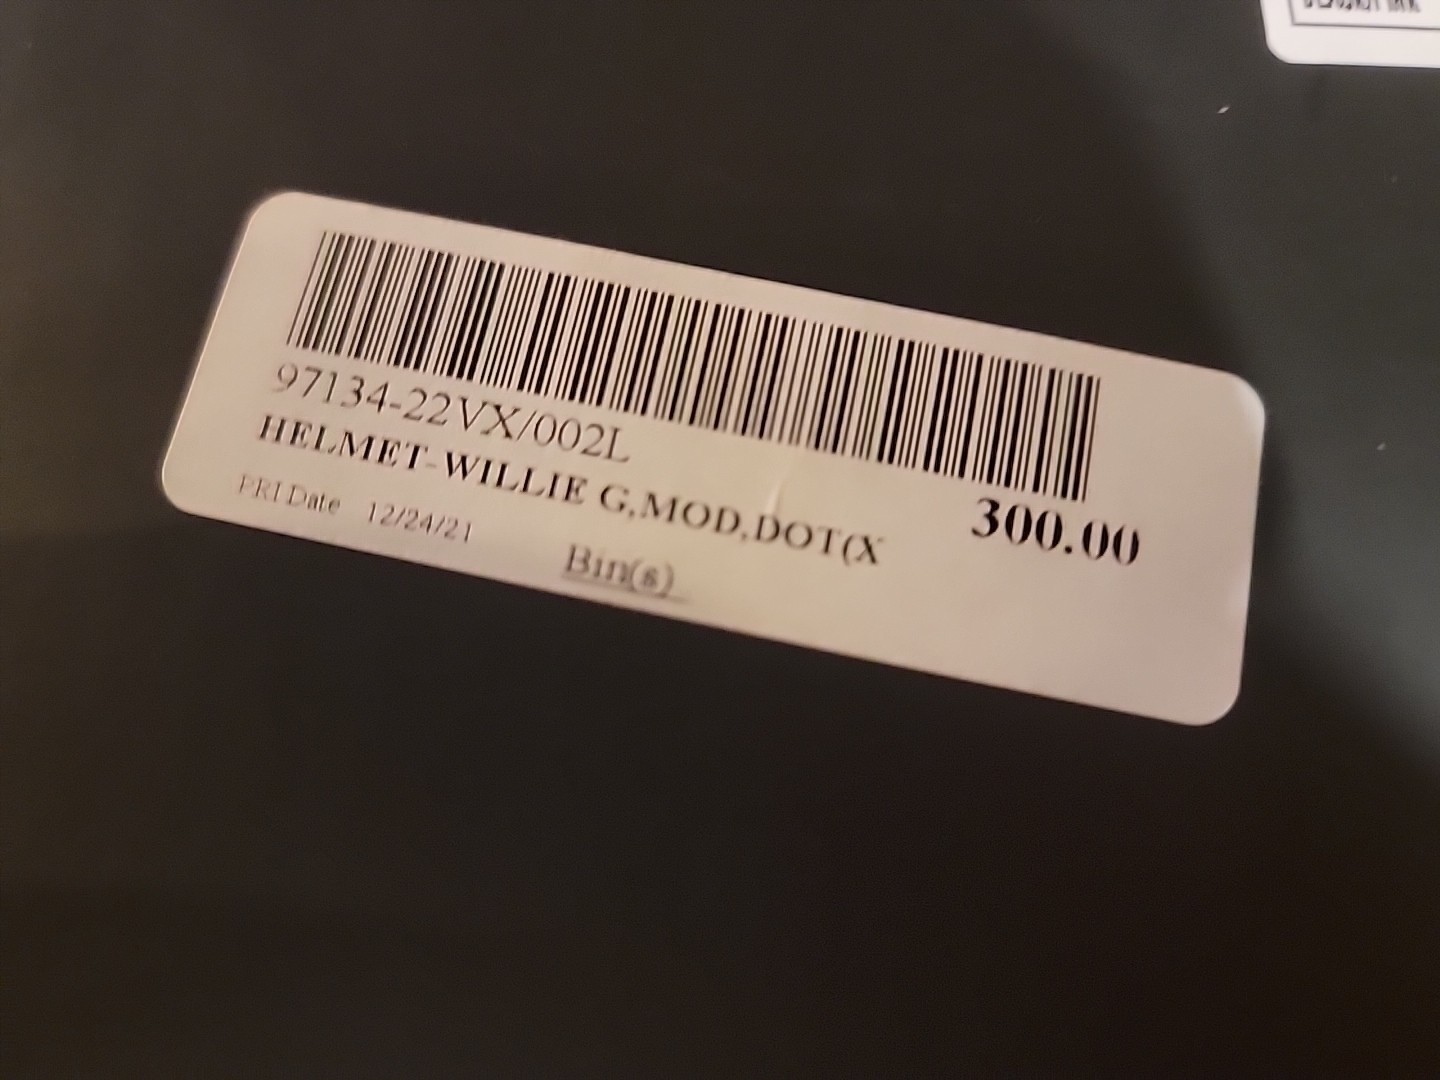 97134-22VX/002L
HELMET-WILLIE G,MOD,DOT(X
300.00
PRI.Date 12/24/21
Bin(s)